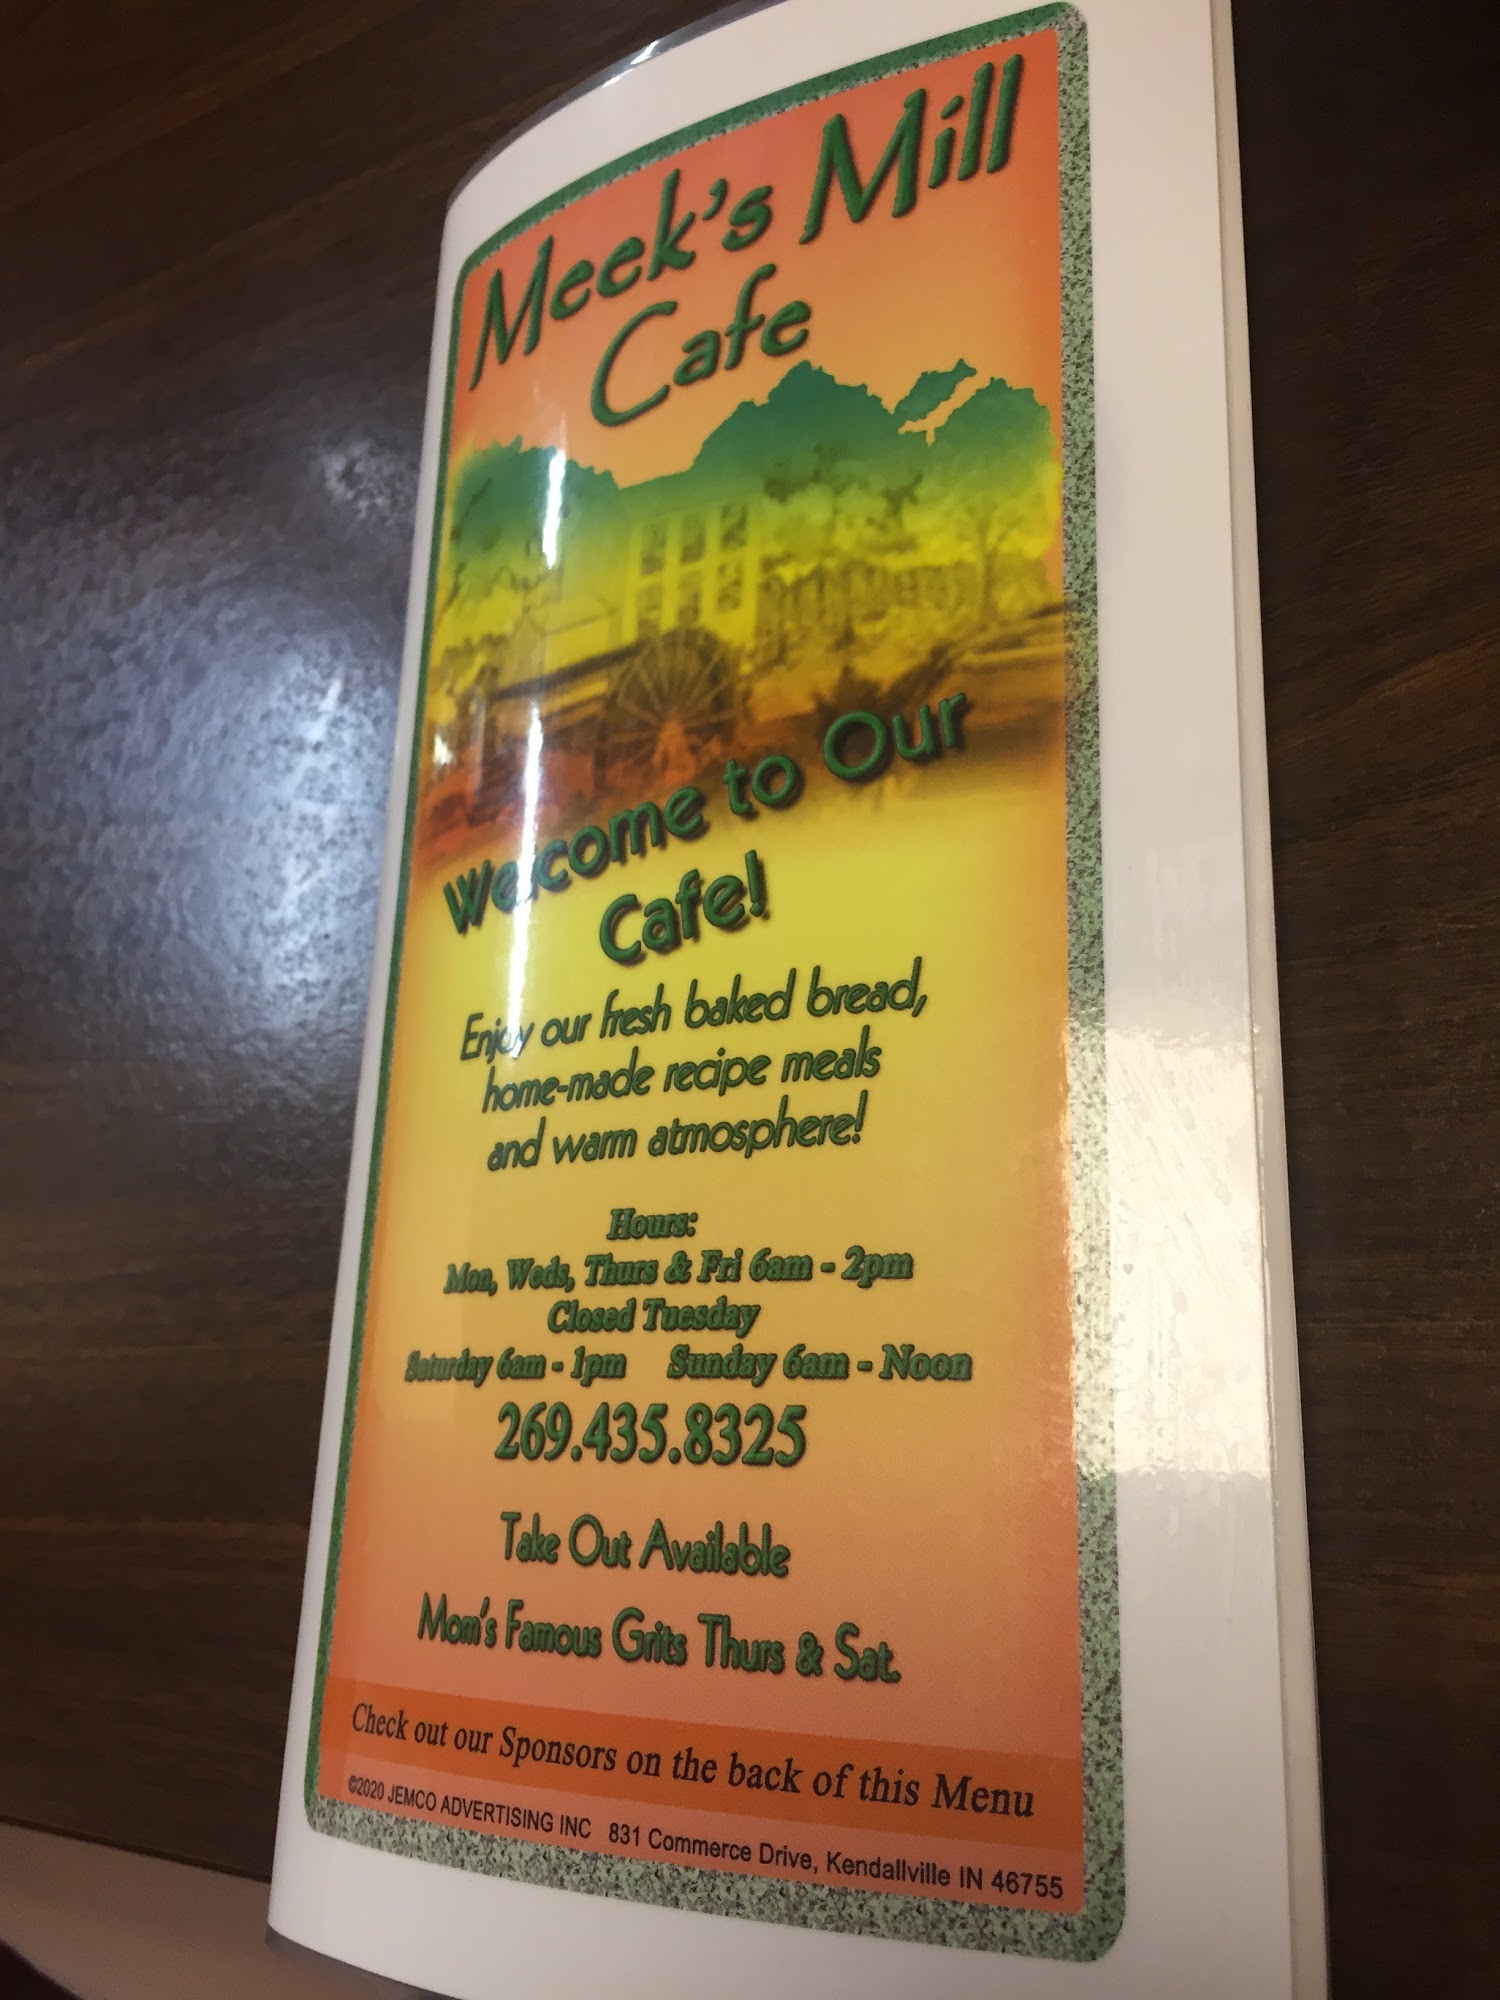 Meek's Mill
Cafe
Welcome to Our
Cafe!
Enjoy our fresh baked bread,
home-made recipe meals
and warm atmosphere!
Hours:
Mon, Weds, Thurs & Fri 6am - 2pm
Closed Tuesday
Saturday 6am - 1pm Sunday 6am - Noon
269.435.8325
Take Out Available
Mom's Famous Grits Thurs & Sat.
Check out our Sponsors on the back of this Menu
©2020 JEMCO ADVERTISING INC 831 Commerce Drive, Kendallville IN 46755